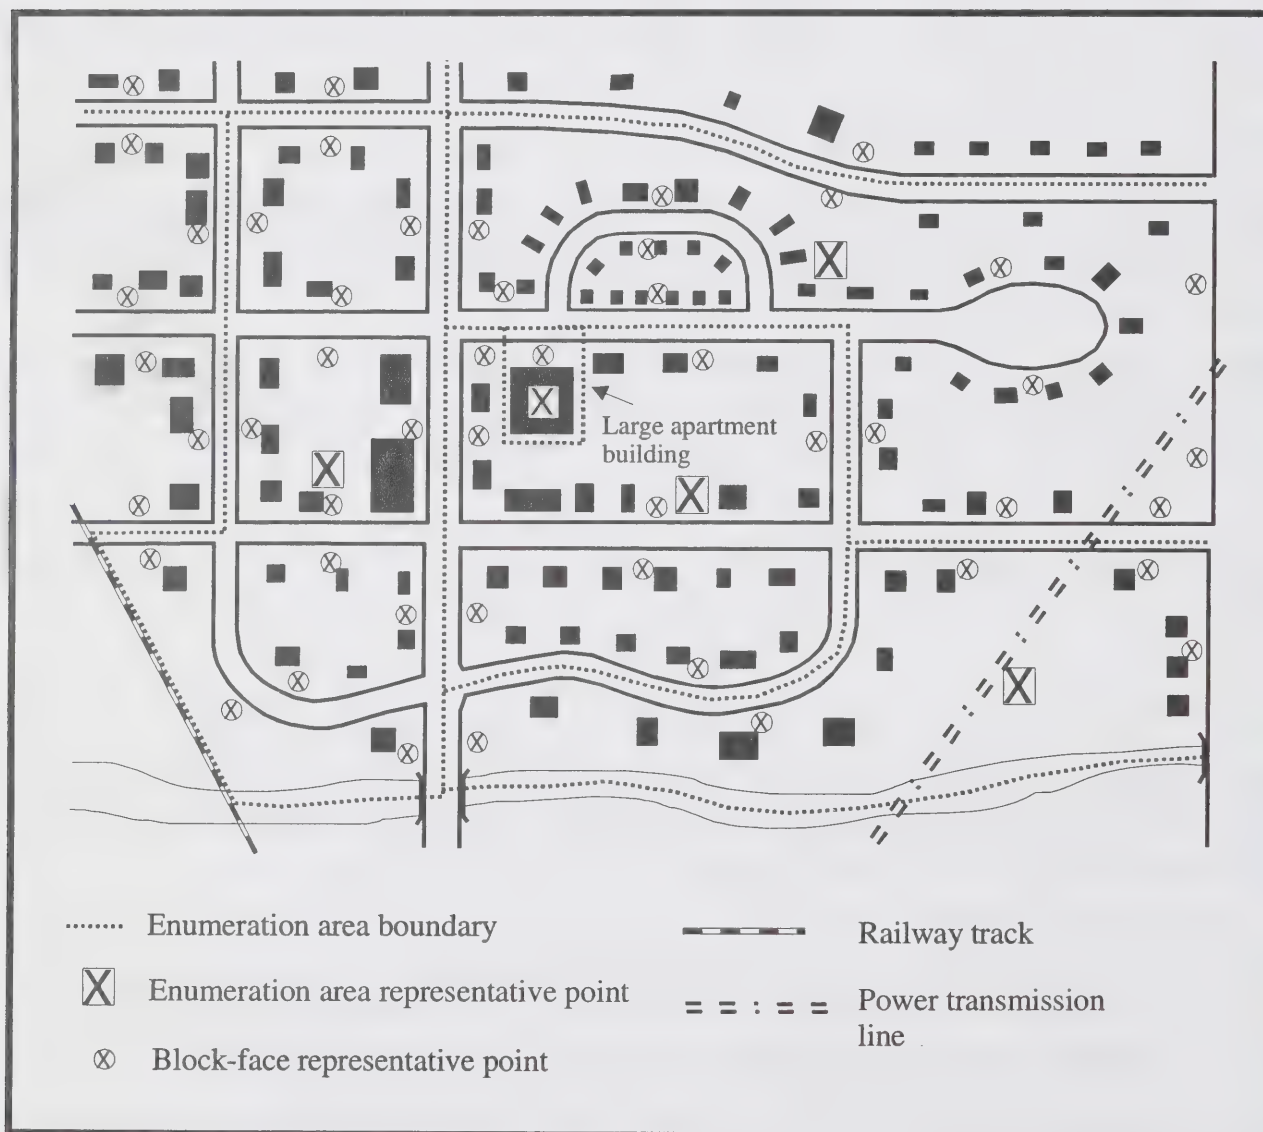 Large apartment
building
Enumeration area boundary
Enumeration area representative point
Block-face representative point
Railway track
Power transmission
line